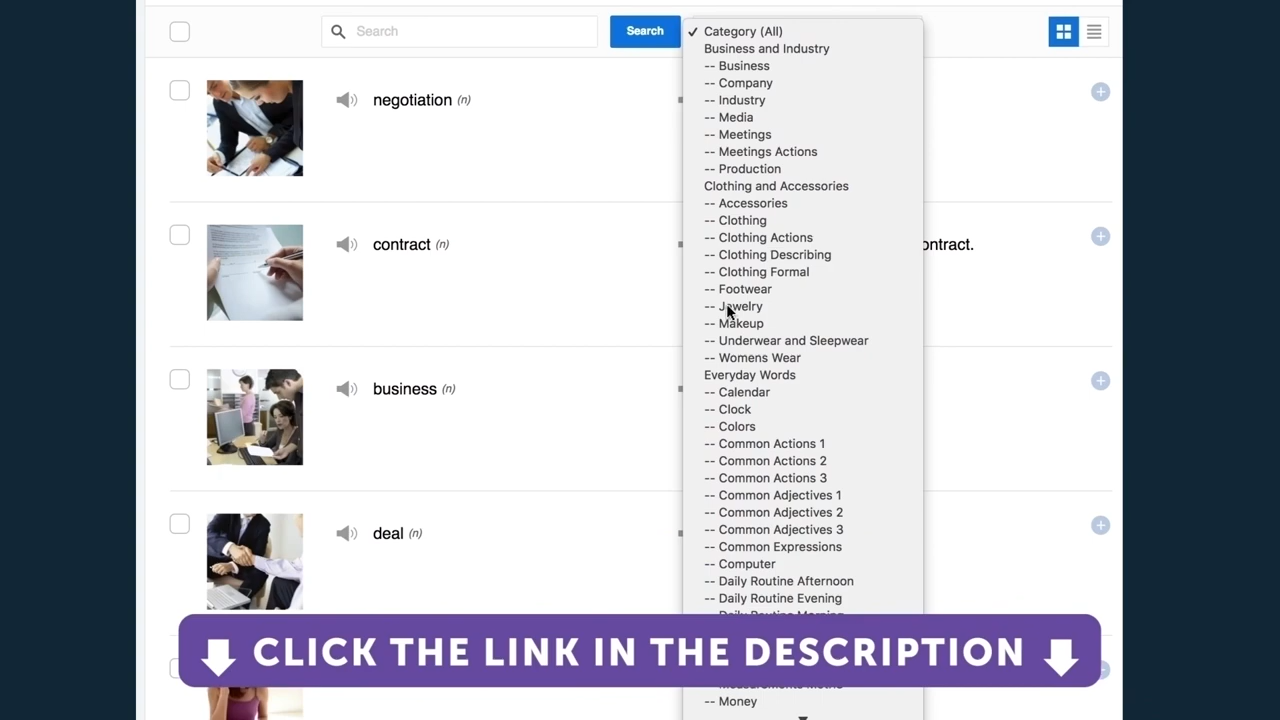 Search
Search
✓ Category (All)
Business and Industry
-- Business
-- Company
-- Industry
-- Media
-- Meetings
-- Meetings Actions
-- Production
Clothing and Accessories
-- Accessories
-- Clothing
-- Clothing Actions
-- Clothing Describing
-- Clothing Formal
-- Footwear
-- Jewelry
-- Makeup
-- Underwear and Sleepwear
-- Womens Wear
Everyday Words
-- Calendar
-- Clock
-- Colors
-- Common Actions 1
-- Common Actions 2
-- Common Actions 3
-- Common Adjectives 1
-- Common Adjectives 2
-- Common Adjectives 3
-- Common Expressions
-- Computer
-- Daily Routine Afternoon
-- Daily Routine Evening
-- Daily Routine Morning
-- Money
negotiation (n)
contract (n)
ontract.
business (n)
deal (n)
CLICK THE LINK IN THE DESCRIPTION